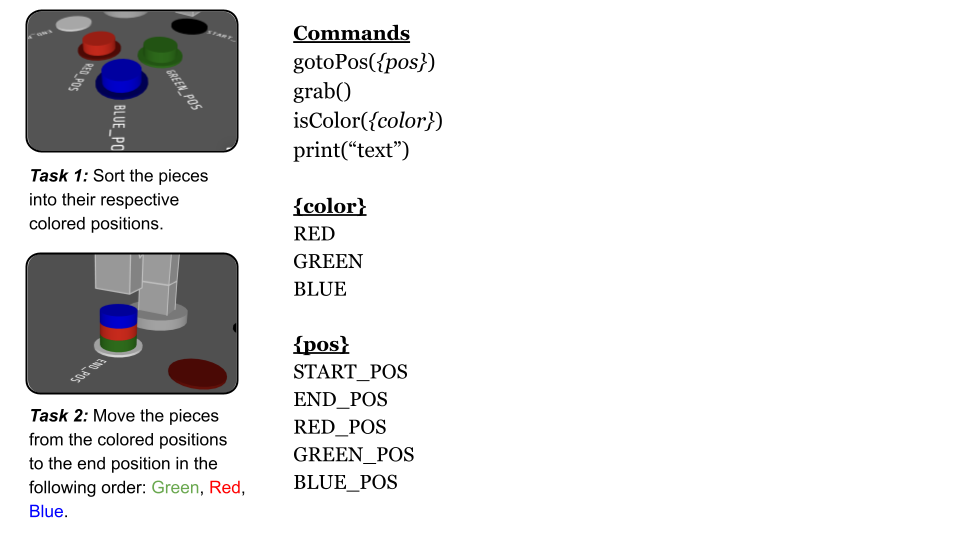 END_
START_
RED_POS
GREEN_POS
BLUE_PO
Task 1: Sort the pieces
into their respective
colored positions.
END_POS
Task 2: Move the pieces
from the colored positions
to the end position in the
following order: Green, Red,
Blue.
Commands
gotoPos({pos})
grab()
isColor({color})
print(“text”)
{color}
RED
GREEN
BLUE
{pos}
START_POS
END_POS
RED_POS
GREEN_POS
BLUE_POS